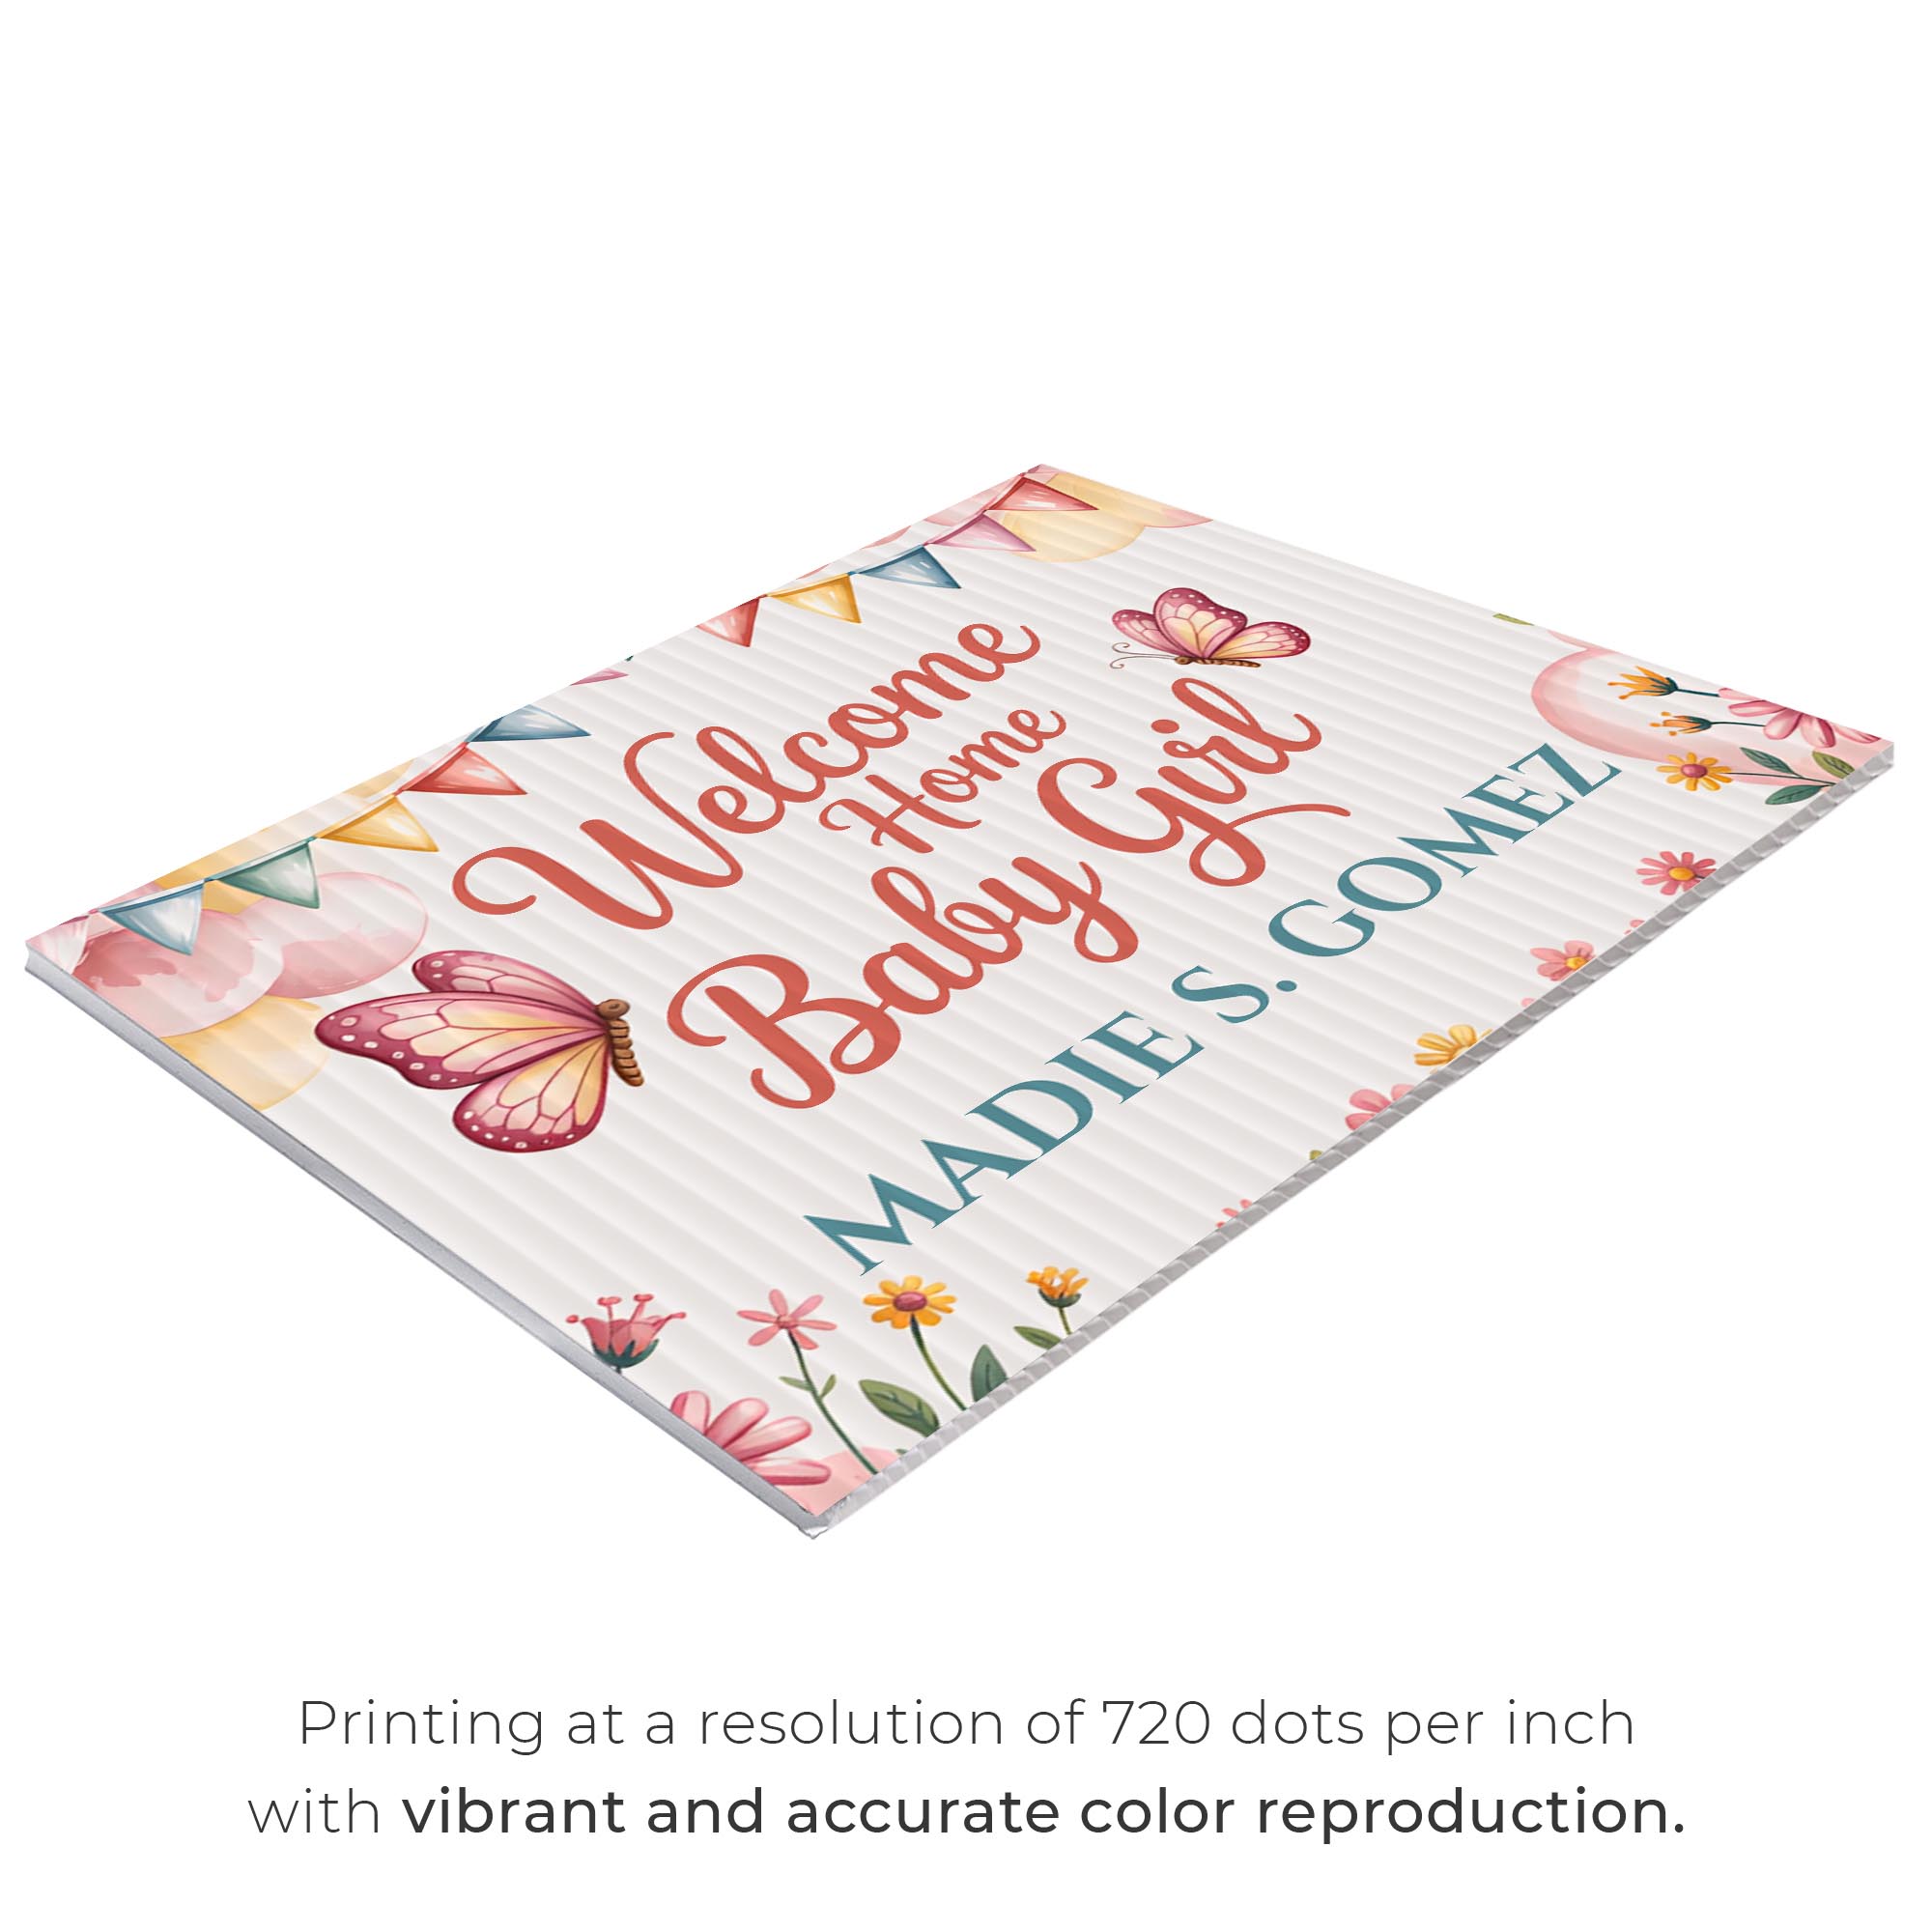 Welcome
Home
Baby Girl
MADIE S. GOMEZ
Printing at a resolution of 720 dots per inch
with vibrant and accurate color reproduction.